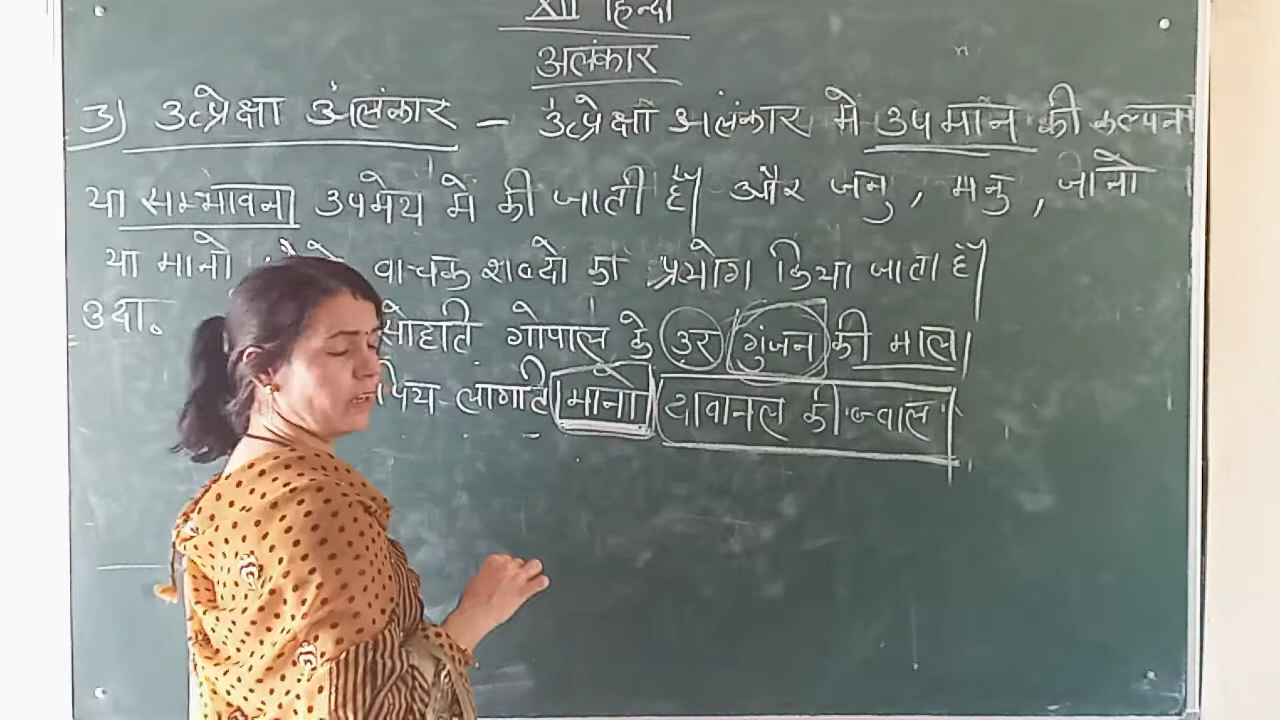 XII हिन्दी
अलंकार
3) उत्प्रेक्षा अलंकार – उत्प्रेक्षा अलंकार में उपमान की कल्पना
या सम्भावना उपमेय में की जाती है। और जनु, मनु, जानो
या मानो वाचक शब्दो का प्रयोग किया जाता है।
उदा. सोहति गोपाल के उर गुंजन की माल।
पिय लागति मानो दावानल की ज्वाल